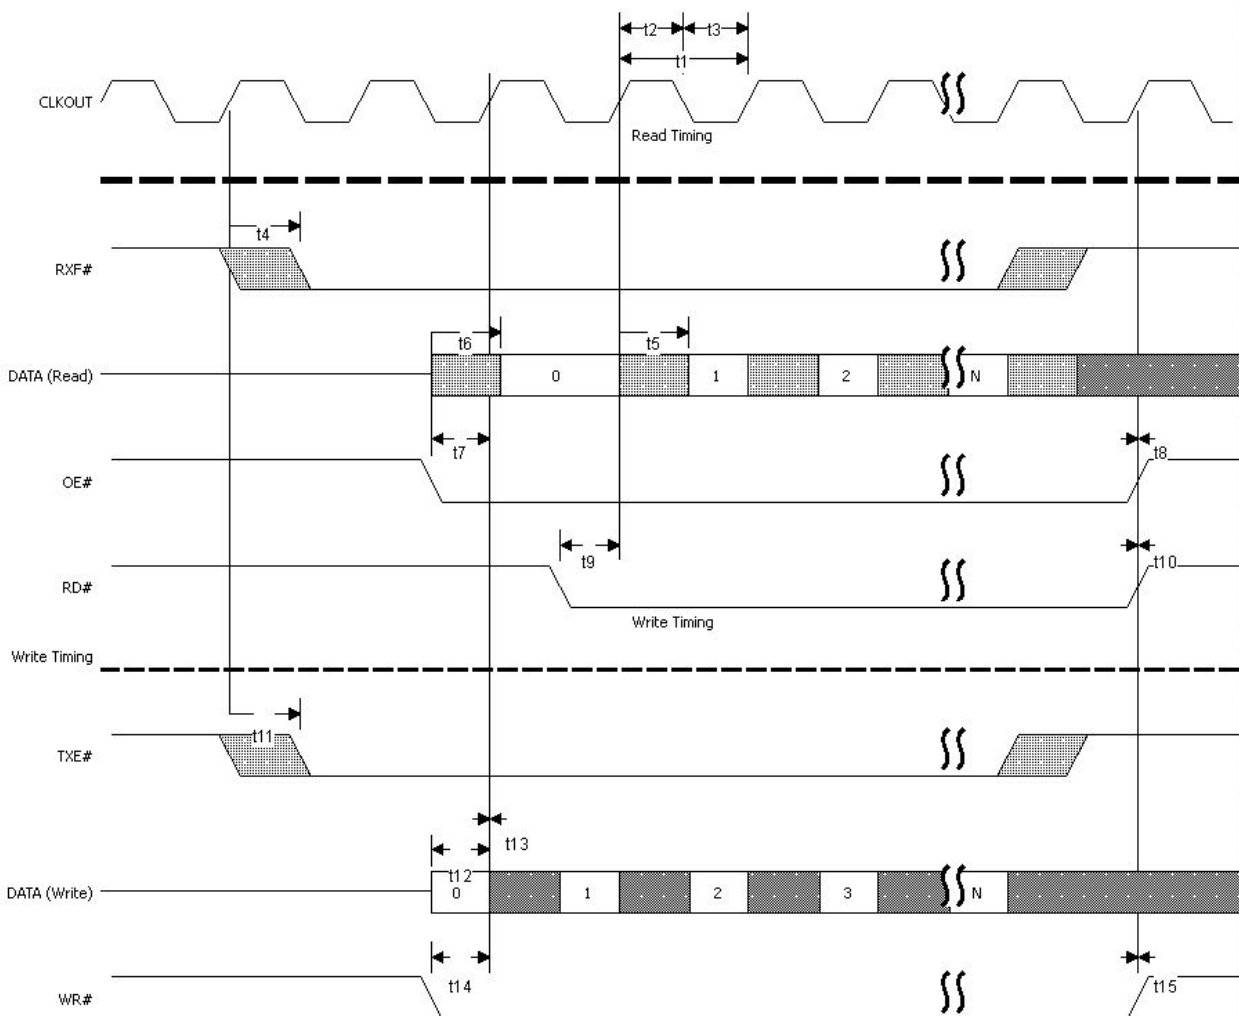 t2 t3
t1
CLKOUT
Read Timing
t4
RXF#
t6 t5
DATA (Read) 0 1 2 N
t7 t8
OE#
t9 t10
RD#
Write Timing
Write Timing
t11
TXE#
t13
t12
DATA (Write) 0 1 2 3 N
t14 t15
WR#